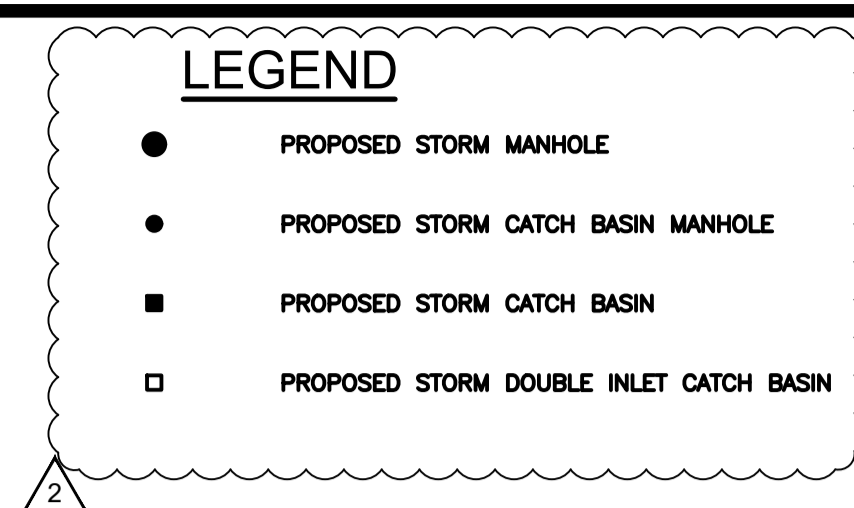 LEGEND
PROPOSED STORM MANHOLE
PROPOSED STORM CATCH BASIN MANHOLE
PROPOSED STORM CATCH BASIN
PROPOSED STORM DOUBLE INLET CATCH BASIN
2